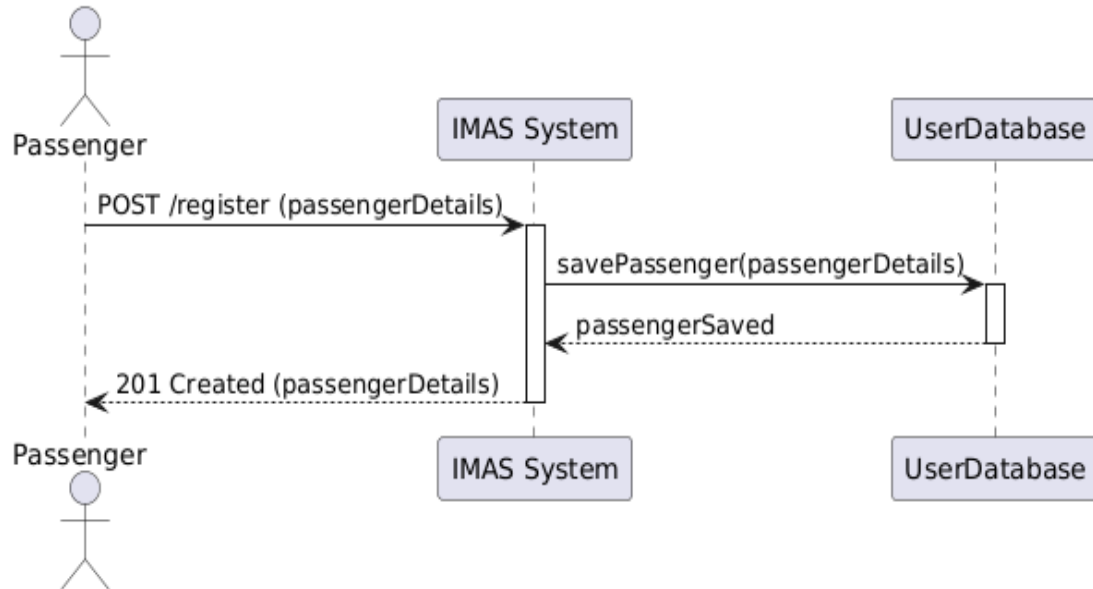 Passenger
IMAS System
UserDatabase
POST /register (passengerDetails)
savePassenger(passengerDetails)
passengerSaved
201 Created (passengerDetails)
Passenger
IMAS System
UserDatabase